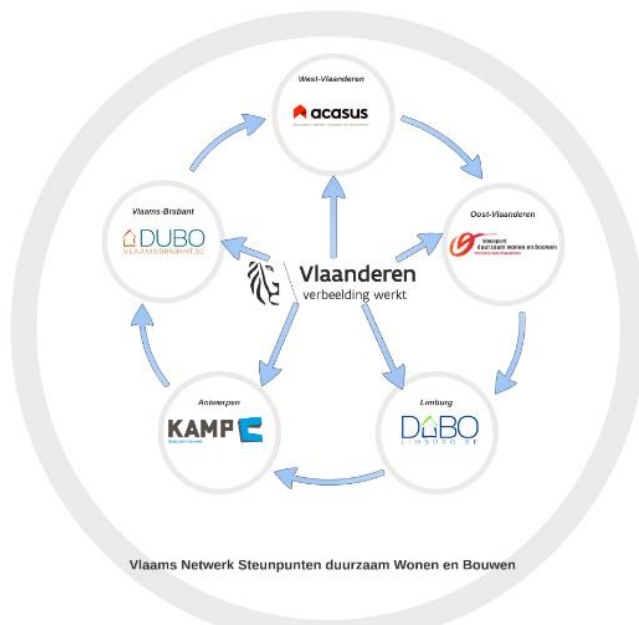 West-Vlaanderen
acasus
Vlaams-Brabant
DUBO
VLAAMSBRABANT.BE
Oost-Vlaanderen
Steunpunt
duurzaam wonen en bouwen
Vlaanderen
verbeelding werkt
Antwerpen
KAMP C
Limburg
DUBO
LIMBURG.BE
Vlaams Netwerk Steunpunten duurzaam Wonen en Bouwen